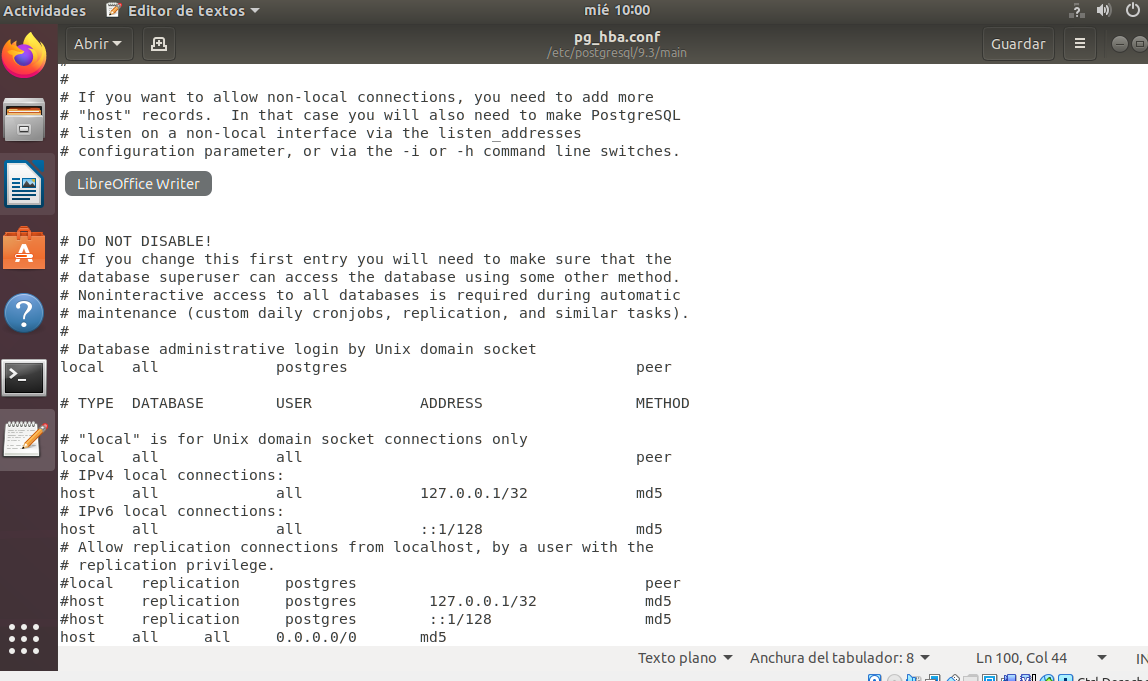 Actividades Editor de textos mié 10:00
Abrir pg_hba.conf Guardar
/etc/postgresql/9.3/main
#
# If you want to allow non-local connections, you need to add more
# "host" records.  In that case you will also need to make PostgreSQL
# listen on a non-local interface via the listen_addresses
# configuration parameter, or via the -i or -h command line switches.
LibreOffice Writer
# DO NOT DISABLE!
# If you change this first entry you will need to make sure that the
# database superuser can access the database using some other method.
# Noninteractive access to all databases is required during automatic
# maintenance (custom daily cronjobs, replication, and similar tasks).
#
# Database administrative login by Unix domain socket
local   all             postgres                                peer
# TYPE  DATABASE        USER            ADDRESS                 METHOD
# "local" is for Unix domain socket connections only
local   all             all                                     peer
# IPv4 local connections:
host    all             all             127.0.0.1/32            md5
# IPv6 local connections:
host    all             all             ::1/128                 md5
# Allow replication connections from localhost, by a user with the
# replication privilege.
#local   replication     postgres                                peer
#host    replication     postgres        127.0.0.1/32            md5
#host    replication     postgres        ::1/128                 md5
host    all     all     0.0.0.0/0       md5
Texto plano Anchura del tabulador: 8 Ln 100, Col 44 IN